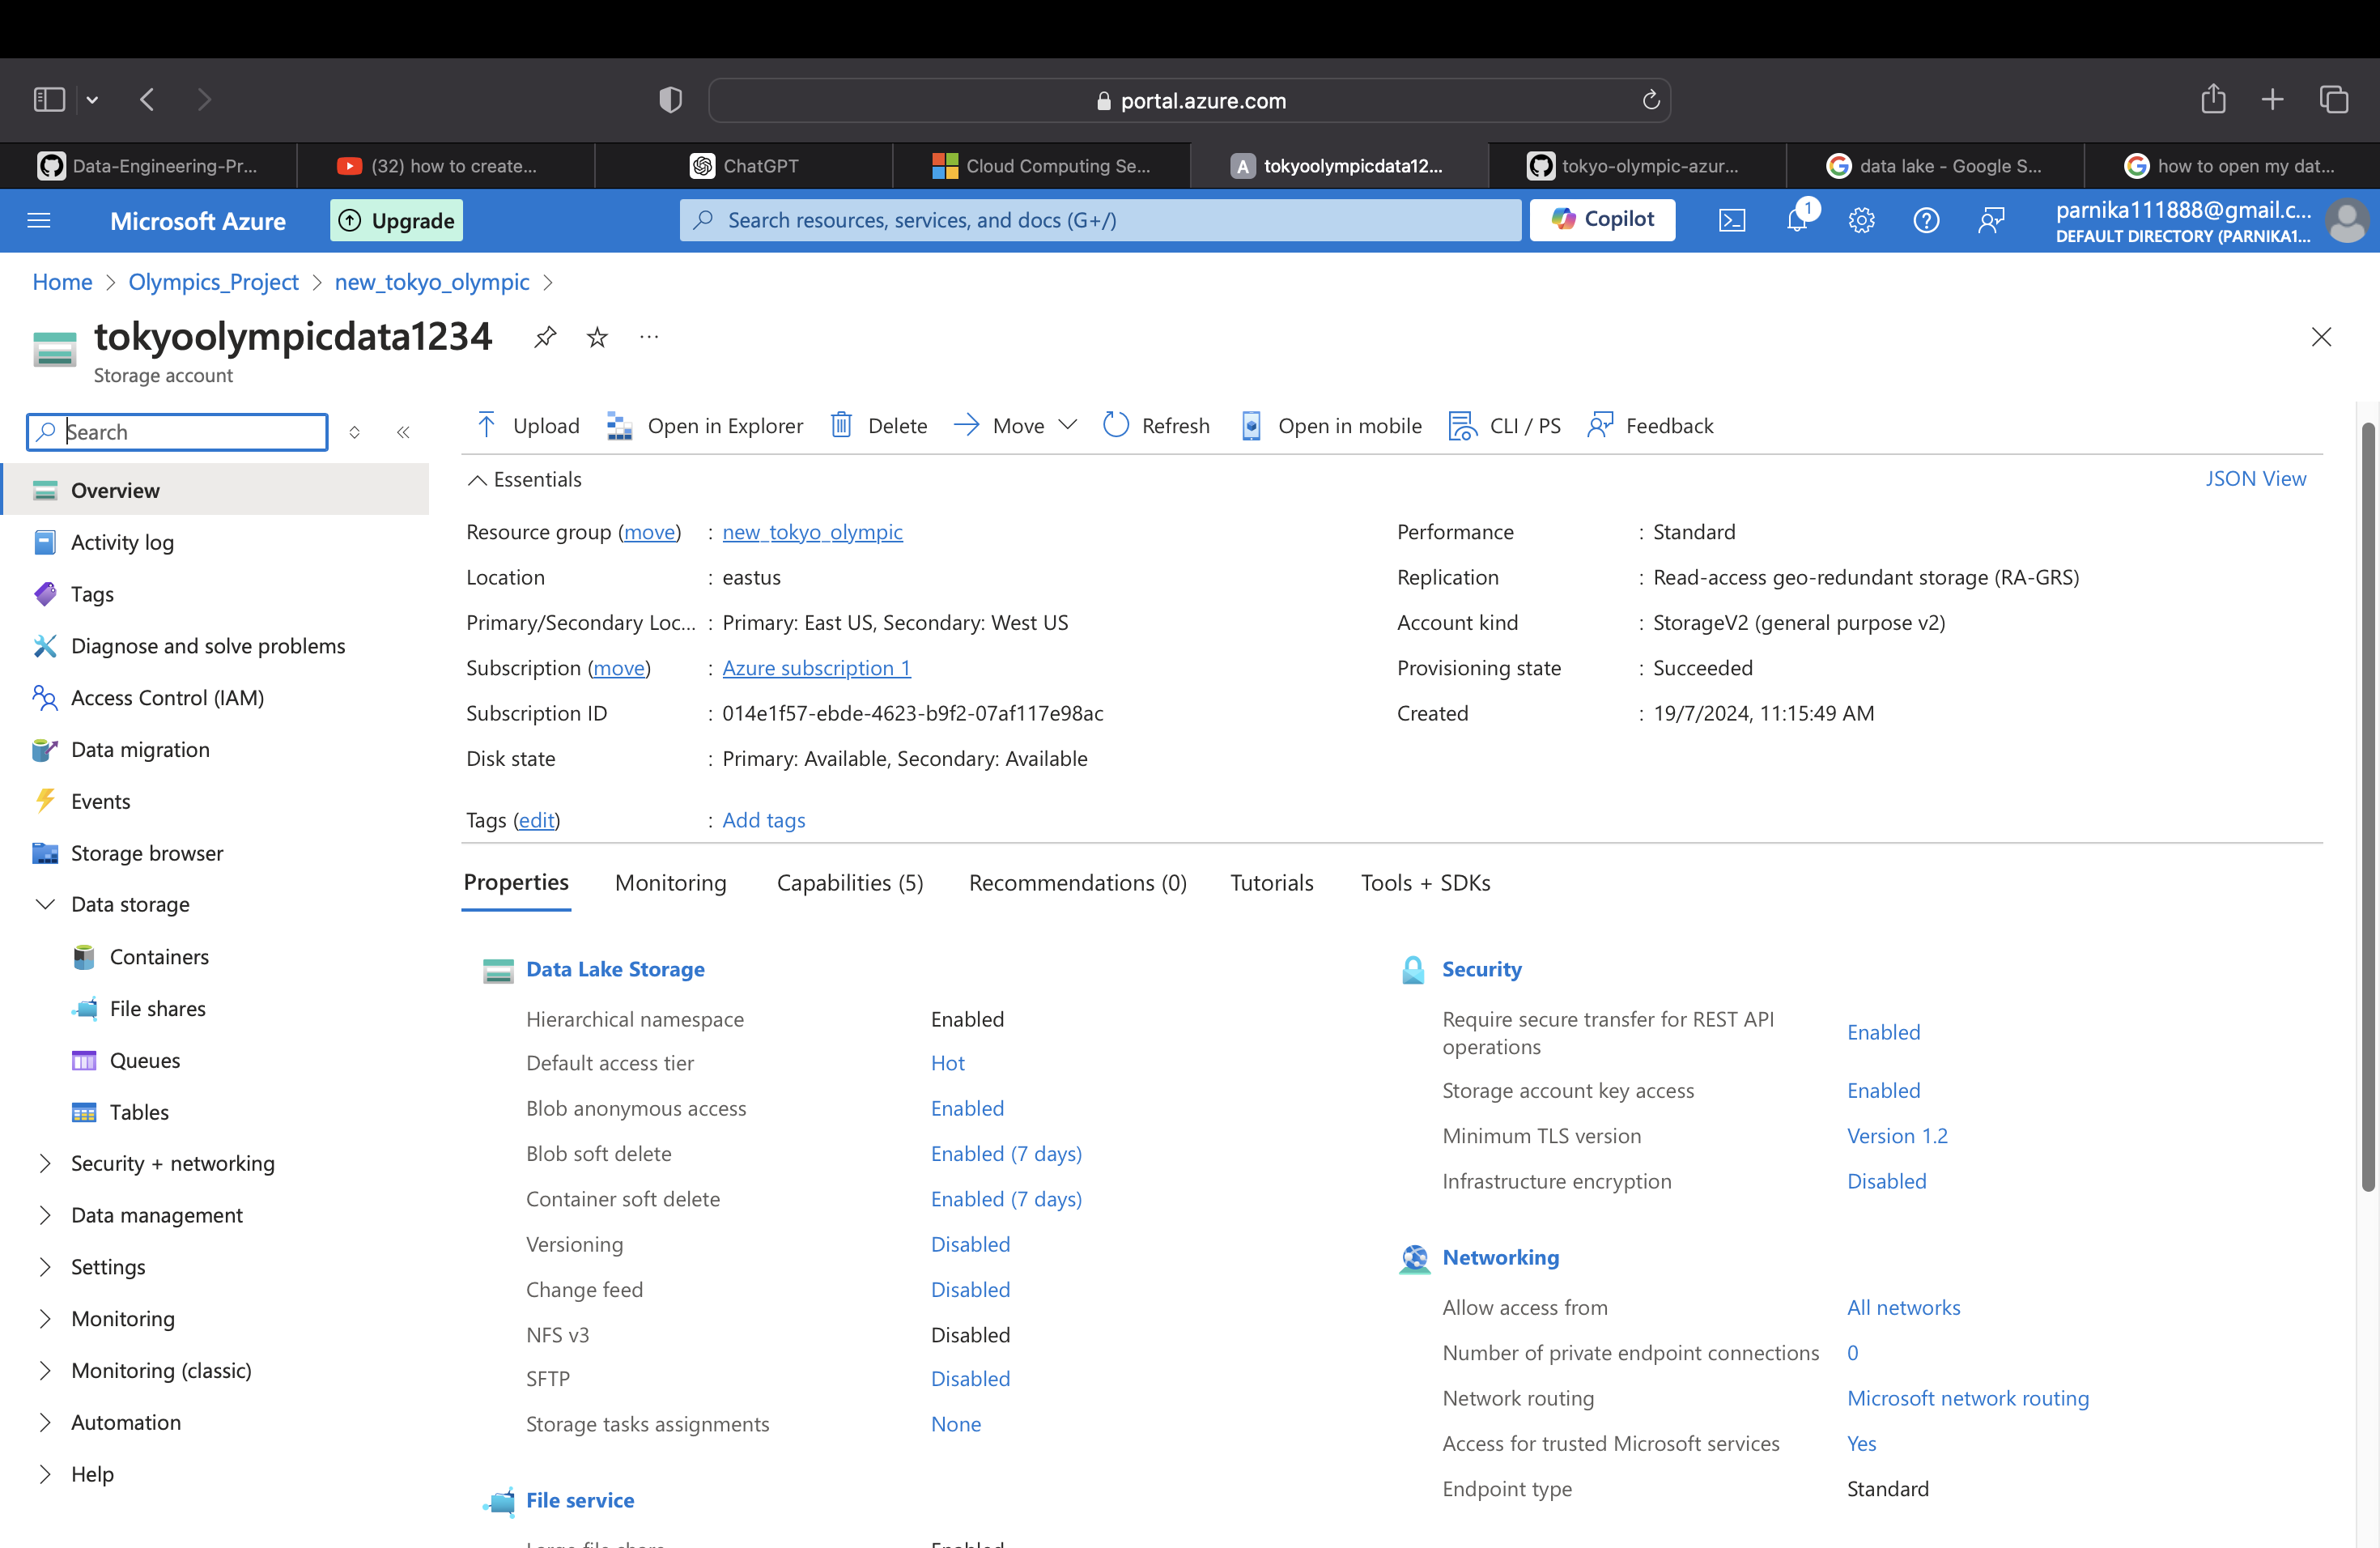 portal.azure.com
Data-Engineering-Pr...
(32) how to create...
ChatGPT
Cloud Computing Se...
A tokyoolympicdata12...
tokyo-olympic-azur...
data lake - Google S...
how to open my dat...
Microsoft Azure
Upgrade
Search resources, services, and docs (G+/)
Copilot
1
parnika111888@gmail.c...
DEFAULT DIRECTORY (PARNIKA1...
Home > Olympics_Project > new_tokyo_olympic >
tokyoolympicdata1234
Storage account
Search
Overview
Activity log
Tags
Diagnose and solve problems
Access Control (IAM)
Data migration
Events
Storage browser
Data storage
Containers
File shares
Queues
Tables
Security + networking
Data management
Settings
Monitoring
Monitoring (classic)
Automation
Help
Upload Open in Explorer Delete Move Refresh Open in mobile CLI / PS Feedback
Essentials
JSON View
Resource group (move) : new_tokyo_olympic
Location : eastus
Primary/Secondary Loc... : Primary: East US, Secondary: West US
Subscription (move) : Azure subscription 1
Subscription ID : 014e1f57-ebde-4623-b9f2-07af117e98ac
Disk state : Primary: Available, Secondary: Available
Tags (edit) : Add tags
Performance : Standard
Replication : Read-access geo-redundant storage (RA-GRS)
Account kind : StorageV2 (general purpose v2)
Provisioning state : Succeeded
Created : 19/7/2024, 11:15:49 AM
Properties Monitoring Capabilities (5) Recommendations (0) Tutorials Tools + SDKs
Data Lake Storage
Hierarchical namespace Enabled
Default access tier Hot
Blob anonymous access Enabled
Blob soft delete Enabled (7 days)
Container soft delete Enabled (7 days)
Versioning Disabled
Change feed Disabled
NFS v3 Disabled
SFTP Disabled
Storage tasks assignments None
File service
Large file share Enabled
Security
Require secure transfer for REST API
operations Enabled
Storage account key access Enabled
Minimum TLS version Version 1.2
Infrastructure encryption Disabled
Networking
Allow access from All networks
Number of private endpoint connections 0
Network routing Microsoft network routing
Access for trusted Microsoft services Yes
Endpoint type Standard